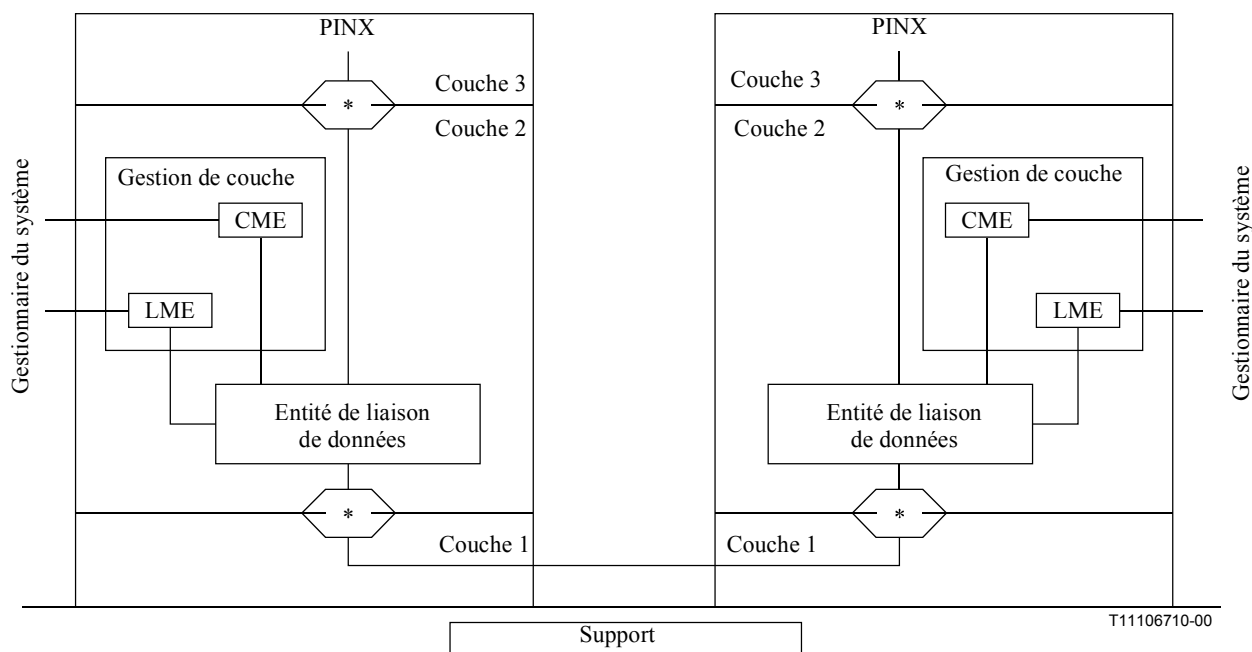 PINX
Couche 3
*
Couche 2
Gestion de couche
CME
LME
Gestionnaire du système
Entité de liaison
de données
*
Couche 1
PINX
Couche 3
*
Couche 2
Gestion de couche
CME
LME
Gestionnaire du système
Entité de liaison
de données
*
Couche 1
T11106710-00
Support